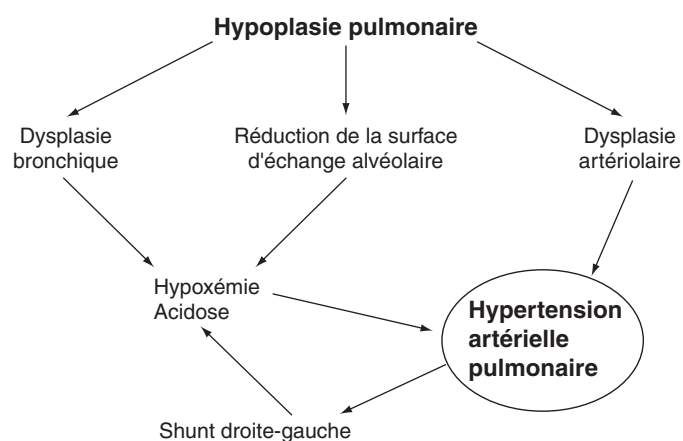 Hypoplasie pulmonaire
Dysplasie
bronchique
Réduction de la surface
d'échange alvéolaire
Dysplasie
artériolaire
Hypoxémie
Acidose
Hypertension
artérielle
pulmonaire
Shunt droite-gauche